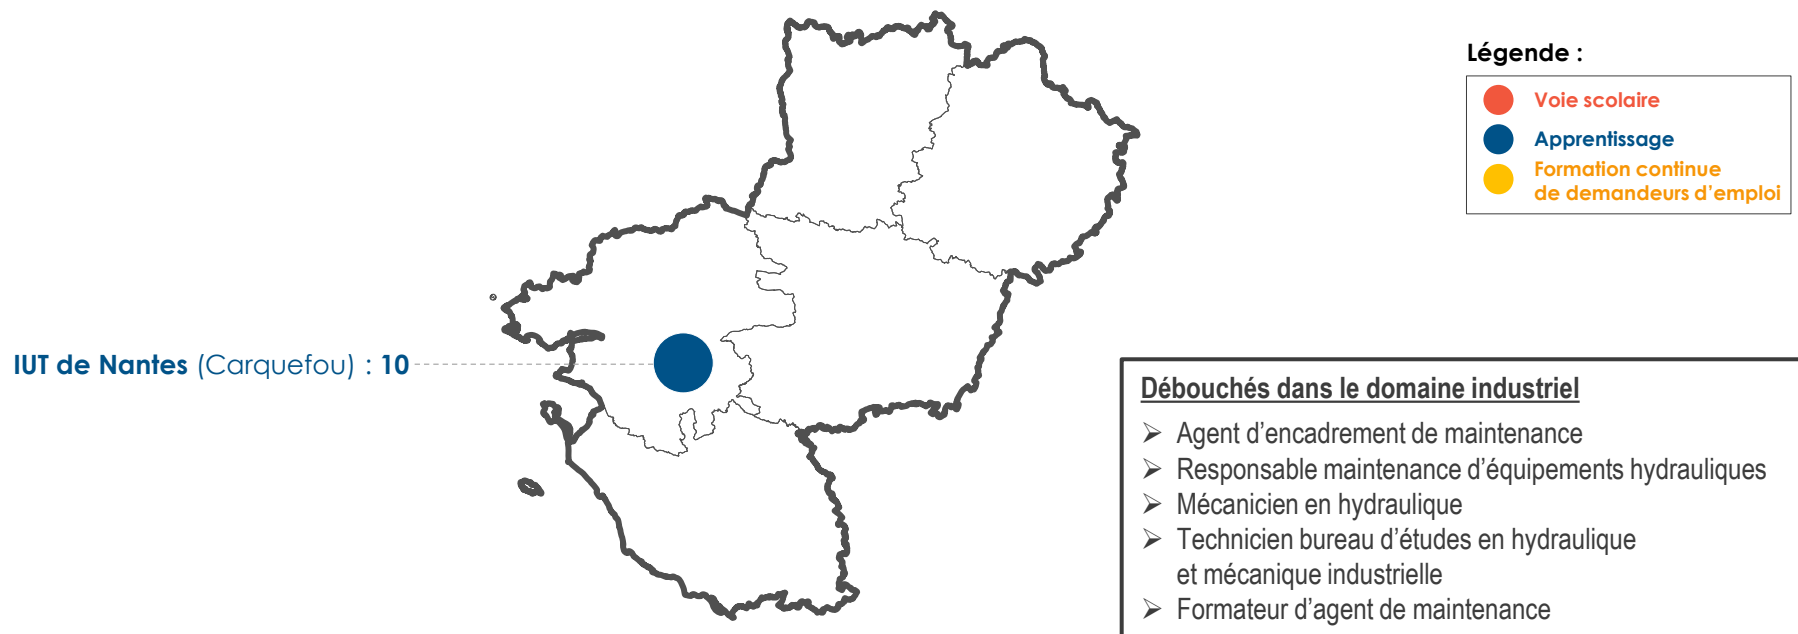 Légende :
Voie scolaire
Apprentissage
Formation continue
de demandeurs d'emploi
IUT de Nantes (Carquefou) : 10
Débouchés dans le domaine industriel
➢ Agent d'encadrement de maintenance
➢ Responsable maintenance d'équipements hydrauliques
➢ Mécanicien en hydraulique
➢ Technicien bureau d'études en hydraulique
et mécanique industrielle
➢ Formateur d'agent de maintenance